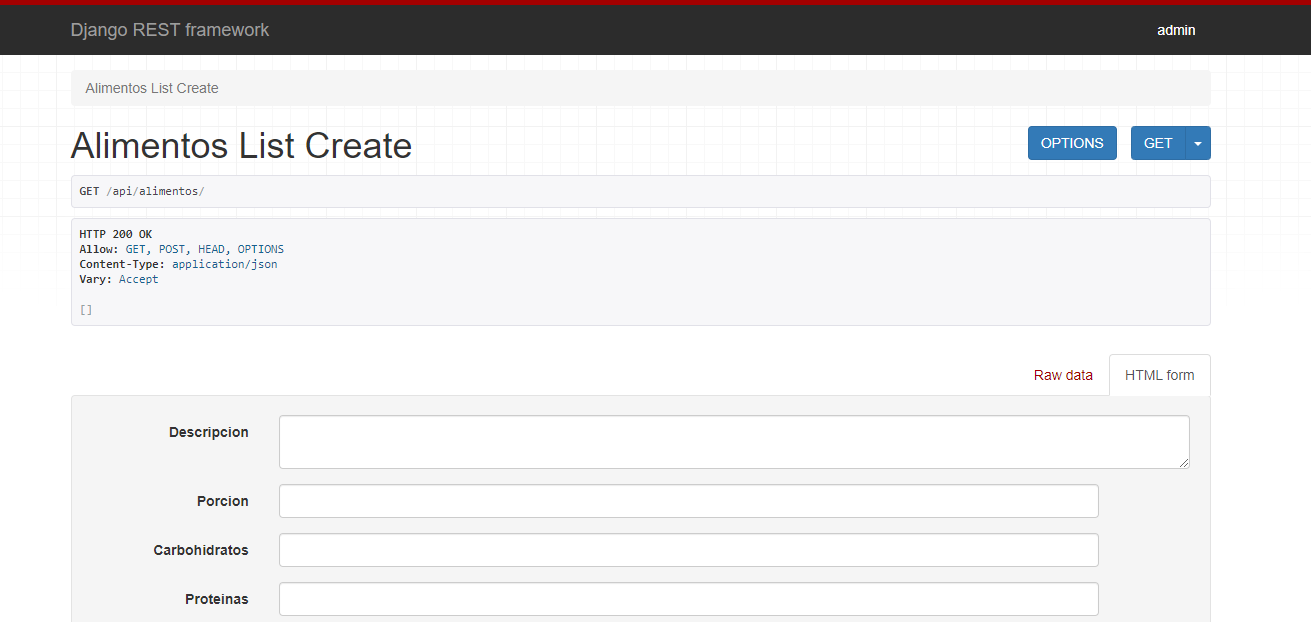 Django REST framework
admin
Alimentos List Create
Alimentos List Create
OPTIONS
GET
GET /api/alimentos/
HTTP 200 OK
Allow: GET, POST, HEAD, OPTIONS
Content-Type: application/json
Vary: Accept
[]
Raw data
HTML form
Descripcion
Porcion
Carbohidratos
Proteinas